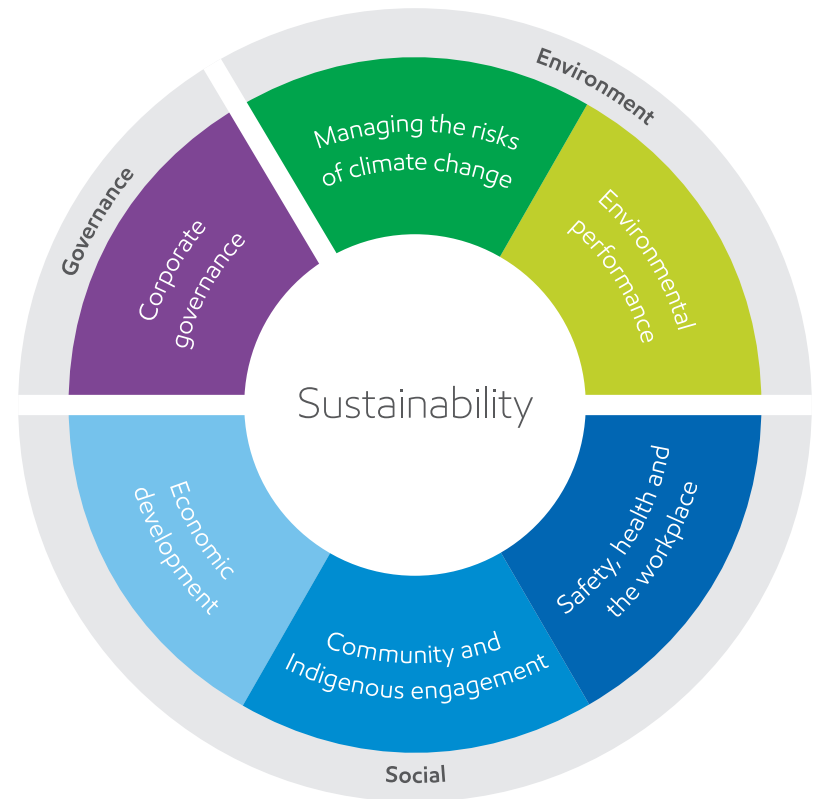 Environment
Managing the risks
of climate change
Environmental
performance
Governance
Corporate
governance
Sustainability
Safety, health and
the workplace
Economic
development
Community and
Indigenous engagement
Social